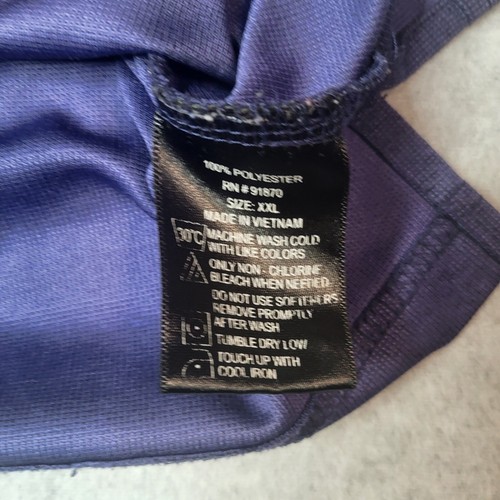 100% POLYESTER
RN # 91870
SIZE: XXL
MADE IN VIETNAM
30°C MACHINE WASH COLD
WITH LIKE COLORS
ONLY NON - CHLORINE
BLEACH WHEN NEEDED
DO NOT USE SOFTNERS
REMOVE PROMPTLY
AFTER WASH
TUMBLE DRY LOW
TOUCH UP WITH
COOL IRON